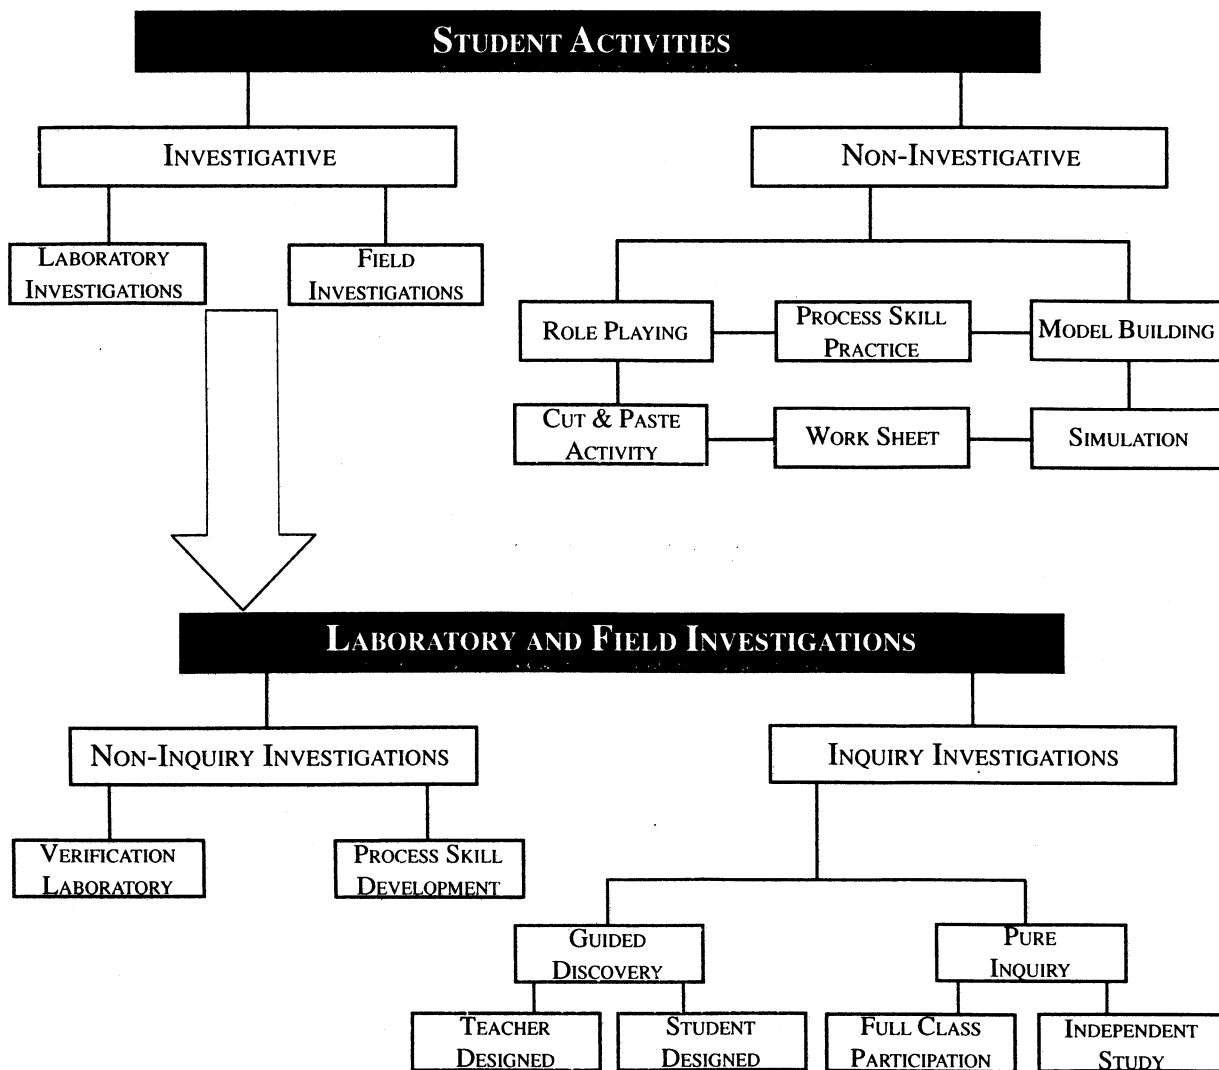 STUDENT ACTIVITIES
INVESTIGATIVE
NON-INVESTIGATIVE
LABORATORY
INVESTIGATIONS
FIELD
INVESTIGATIONS
ROLE PLAYING
PROCESS SKILL
PRACTICE
MODEL BUILDING
CUT & PASTE
ACTIVITY
WORK SHEET
SIMULATION
LABORATORY AND FIELD INVESTIGATIONS
NON-INQUIRY INVESTIGATIONS
INQUIRY INVESTIGATIONS
VERIFICATION
LABORATORY
PROCESS SKILL
DEVELOPMENT
GUIDED
DISCOVERY
PURE
INQUIRY
TEACHER
DESIGNED
STUDENT
DESIGNED
FULL CLASS
PARTICIPATION
INDEPENDENT
STUDY